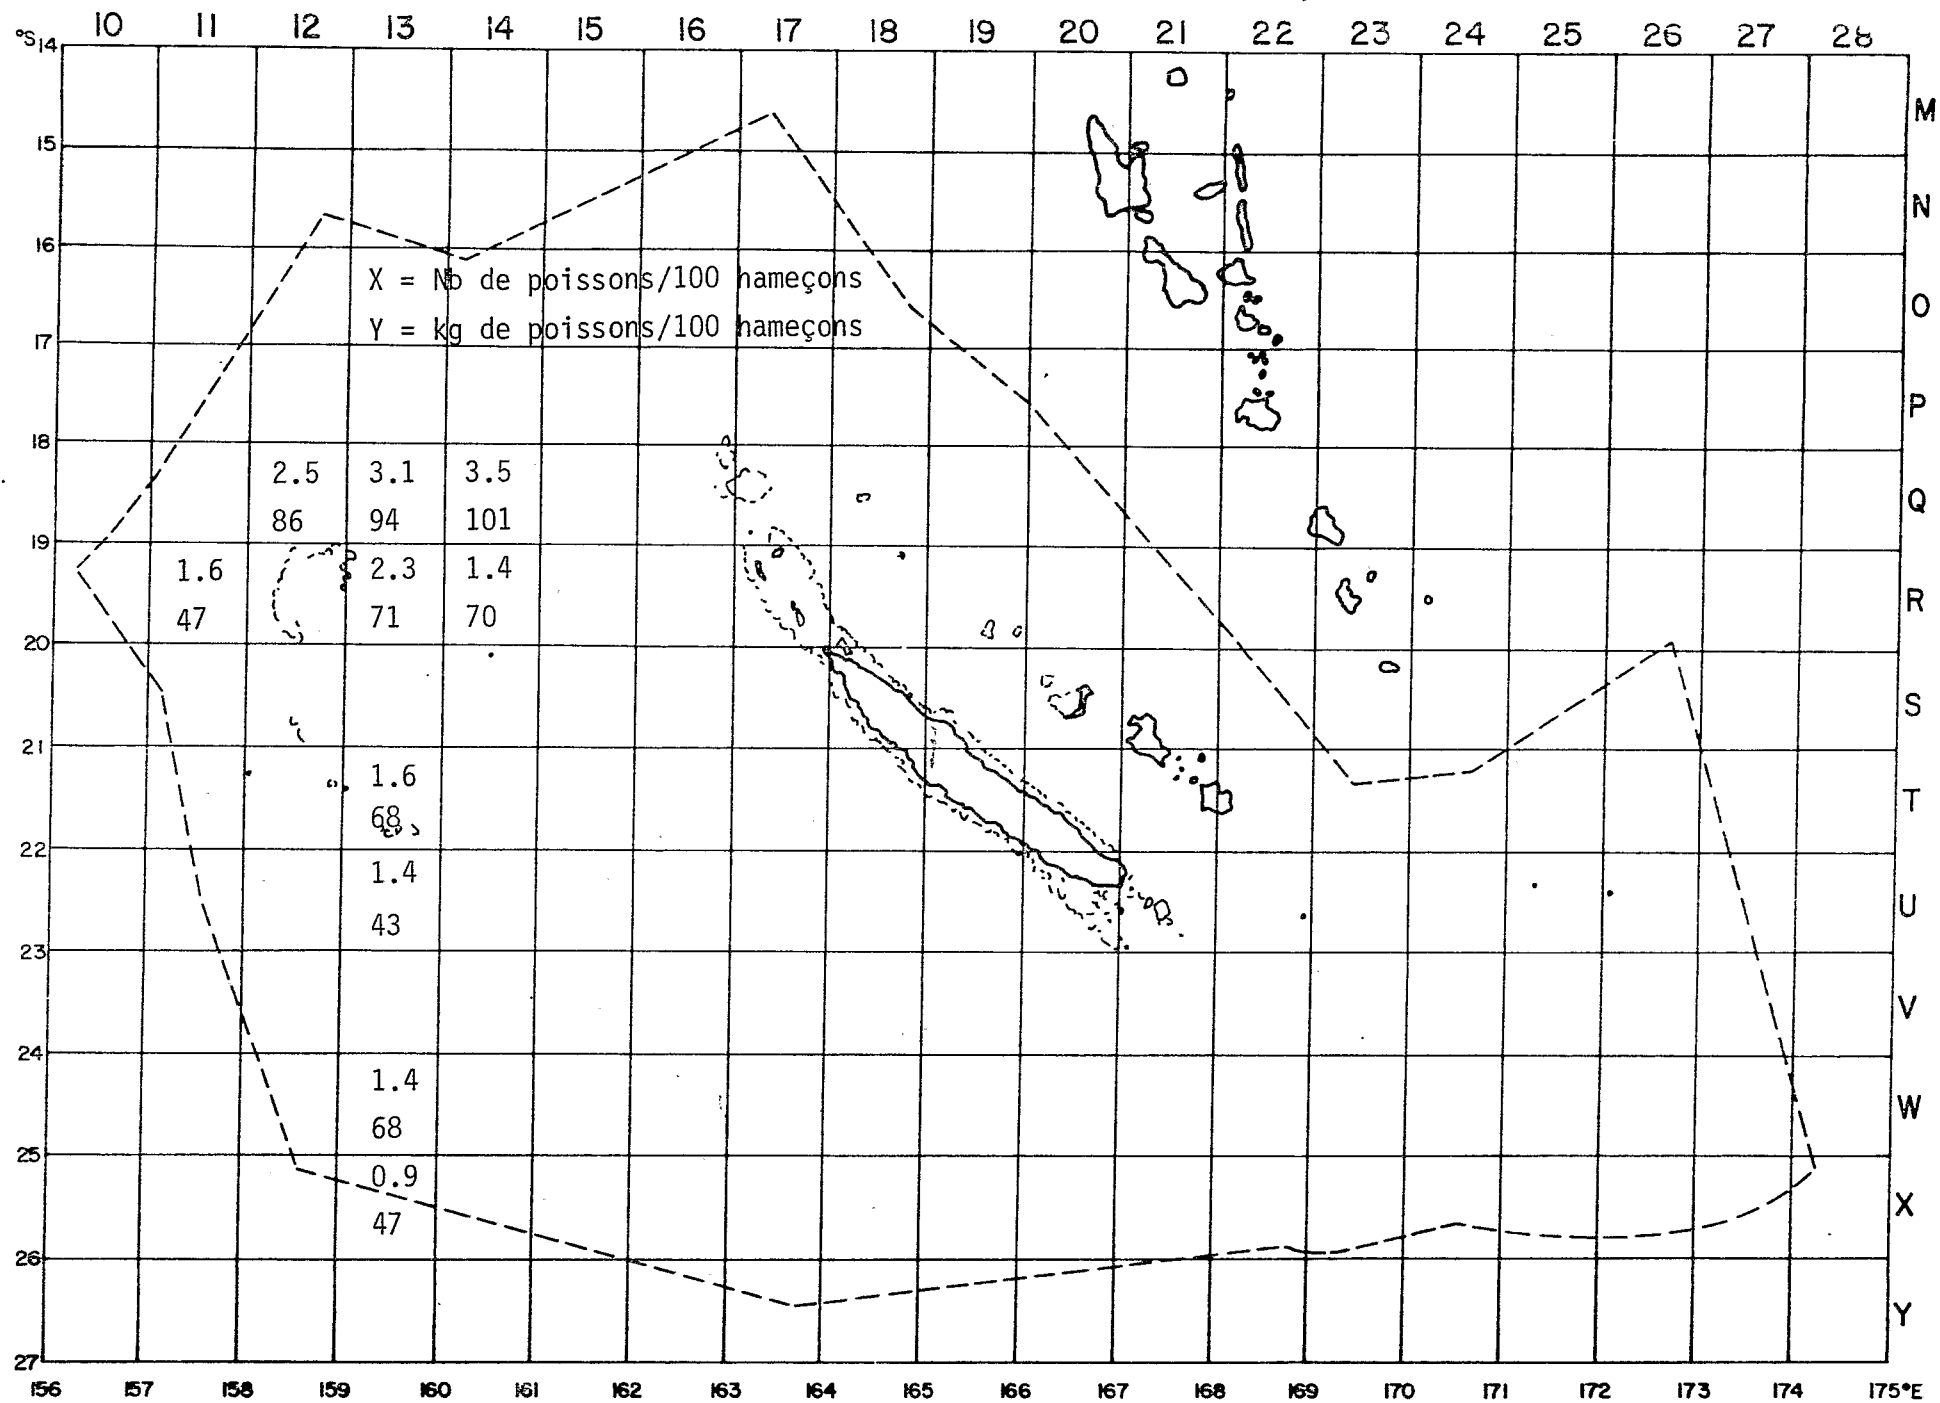 10 11 12 13 14 15 16 17 18 19 20 21 22 23 24 25 26 27 28
°S 14
M
15
N
16
X = Nb de poissons/100 hameçons
O
Y = kg de poissons/100 hameçons
17
P
18
2.5 3.1 3.5
Q
86 94 101
19
1.6 2.3 1.4
R
47 71 70
20
S
21
1.6
T
68
22
1.4
U
43
23
V
24
1.4
W
68
25
0.9
X
47
26
Y
27
156 157 158 159 160 161 162 163 164 165 166 167 168 169 170 171 172 173 174 175°E